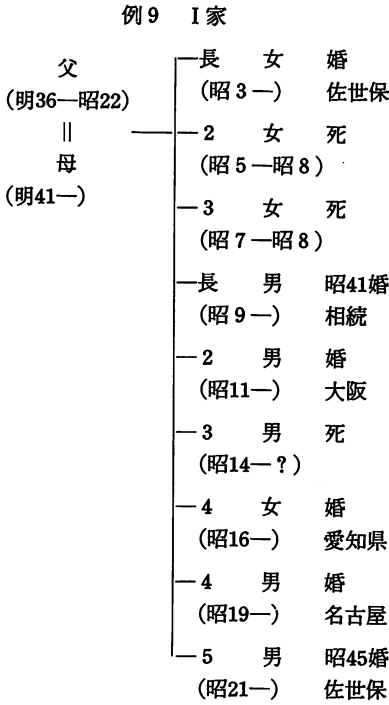 例9 I家
父
(明36—昭22)
‖
母
(明41—)
長 女 婚
(昭3—) 佐世保
2 女 死
(昭5—昭8)
3 女 死
(昭7—昭8)
長 男 昭41婚
(昭9—) 相続
2 男 婚
(昭11—) 大阪
3 男 死
(昭14—?)
4 女 婚
(昭16—) 愛知県
4 男 婚
(昭19—) 名古屋
5 男 昭45婚
(昭21—) 佐世保